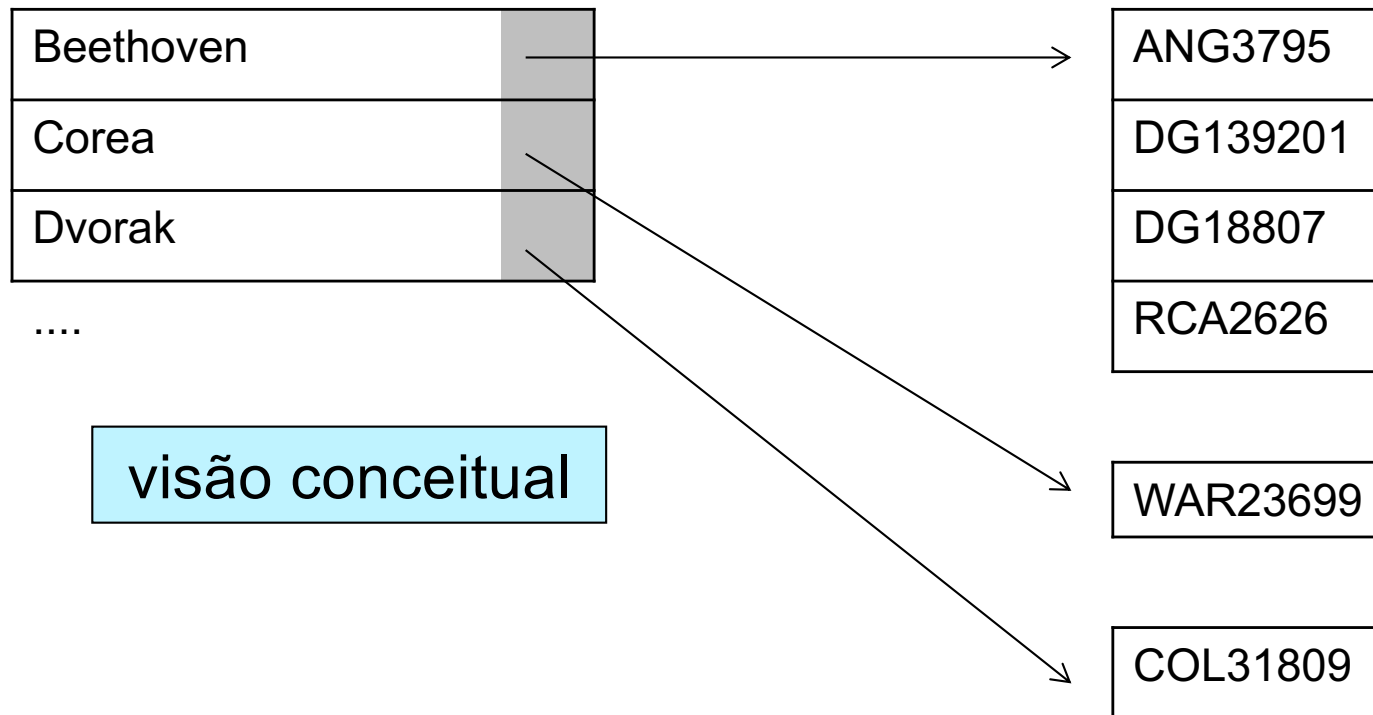 Beethoven
Corea
Dvorak
....
visão conceitual
ANG3795
DG139201
DG18807
RCA2626
WAR23699
COL31809